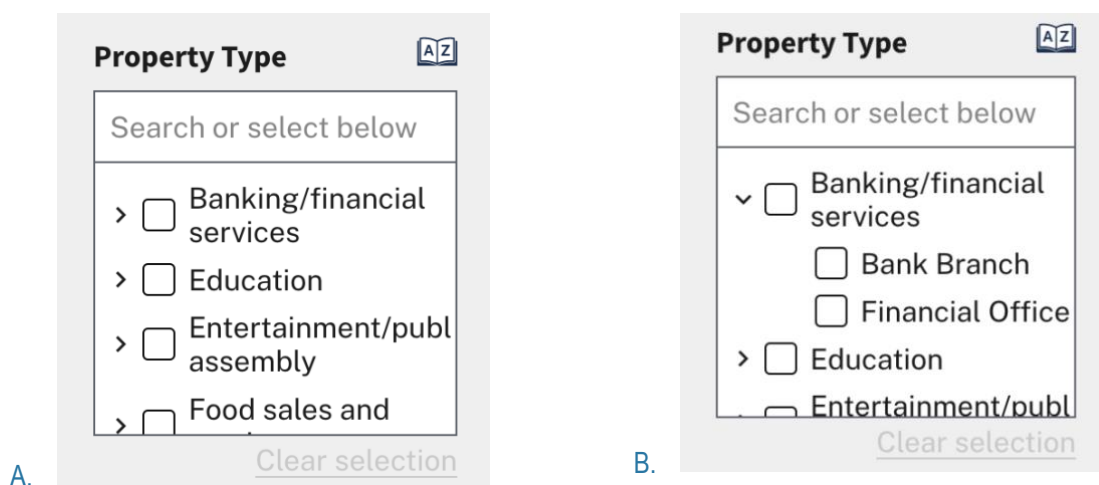 Property Type
A Z
Search or select below
Banking/financial
services
Education
Entertainment/publ
assembly
Food sales and
Clear selection
A.
Property Type
A Z
Search or select below
Banking/financial
services
Bank Branch
Financial Office
Education
Entertainment/publ
Clear selection
B.